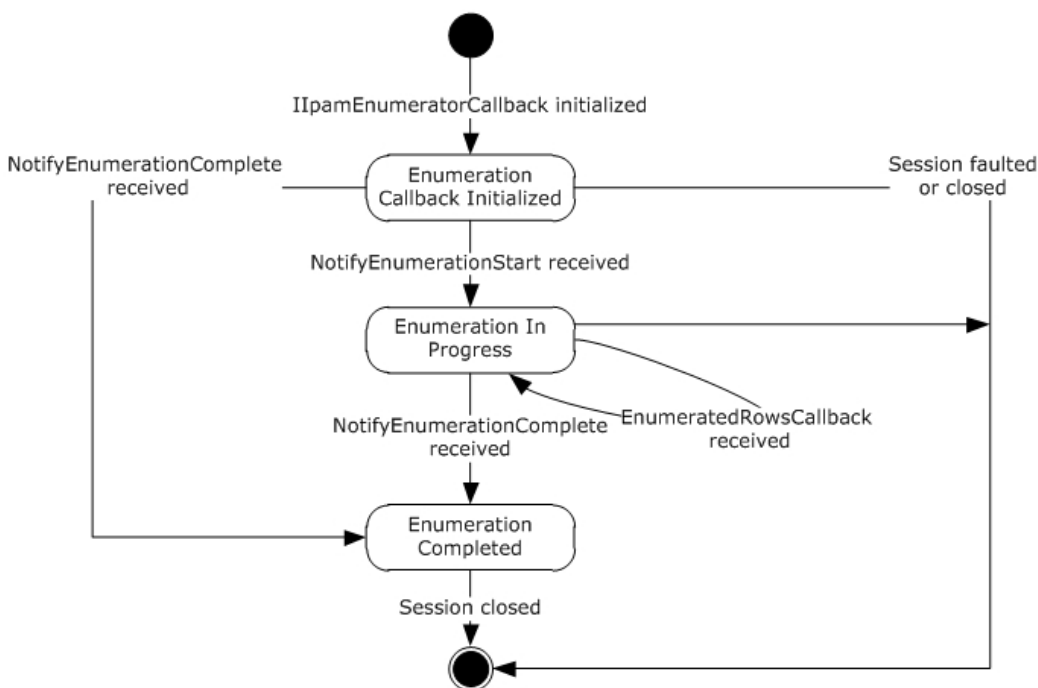 IIpamEnumeratorCallback initialized
NotifyEnumerationComplete
received
Enumeration
Callback Initialized
Session faulted
or closed
NotifyEnumerationStart received
Enumeration In
Progress
NotifyEnumerationComplete
received
EnumeratedRowsCallback
received
Enumeration
Completed
Session closed